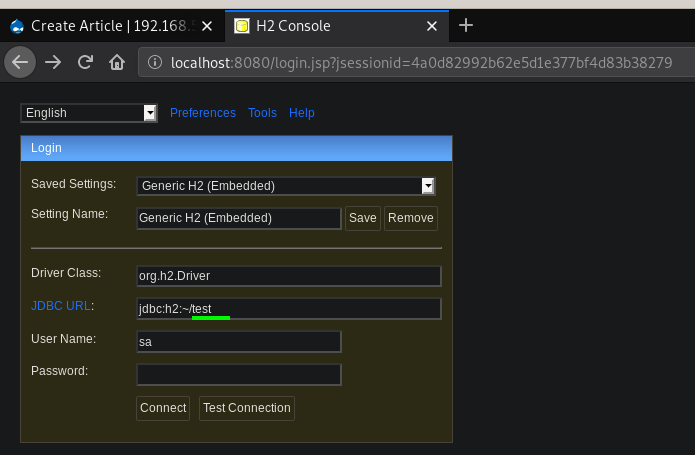 Create Article | 192.168.5
H2 Console
localhost:8080/login.jsp?jsessionid=4a0d82992b62e5d1e377bf4d83b38279
English Preferences Tools Help
Login
Saved Settings: Generic H2 (Embedded)
Setting Name: Generic H2 (Embedded) Save Remove
Driver Class: org.h2.Driver
JDBC URL: jdbc:h2:~/test
User Name: sa
Password:
Connect Test Connection